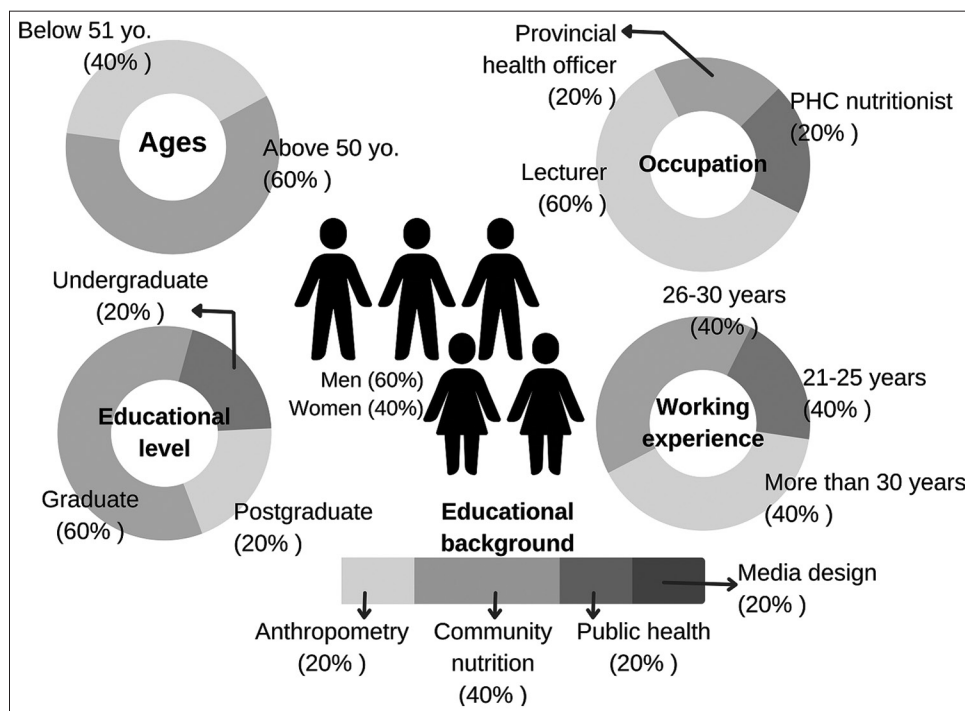 Below 51 yo.
(40% )
Ages
Above 50 yo.
(60% )
Provincial
health officer
(20% )
PHC nutritionist
(20% )
Occupation
Lecturer
(60% )
Undergraduate
(20% )
Educational
level
Graduate
(60% )
Postgraduate
(20% )
Men (60%)
Women (40%)
26-30 years
(40% )
21-25 years
(40% )
Working
experience
More than 30 years
(40% )
Educational
background
Media design
(20% )
Anthropometry
(20% )
Community
nutrition
(40% )
Public health
(20% )